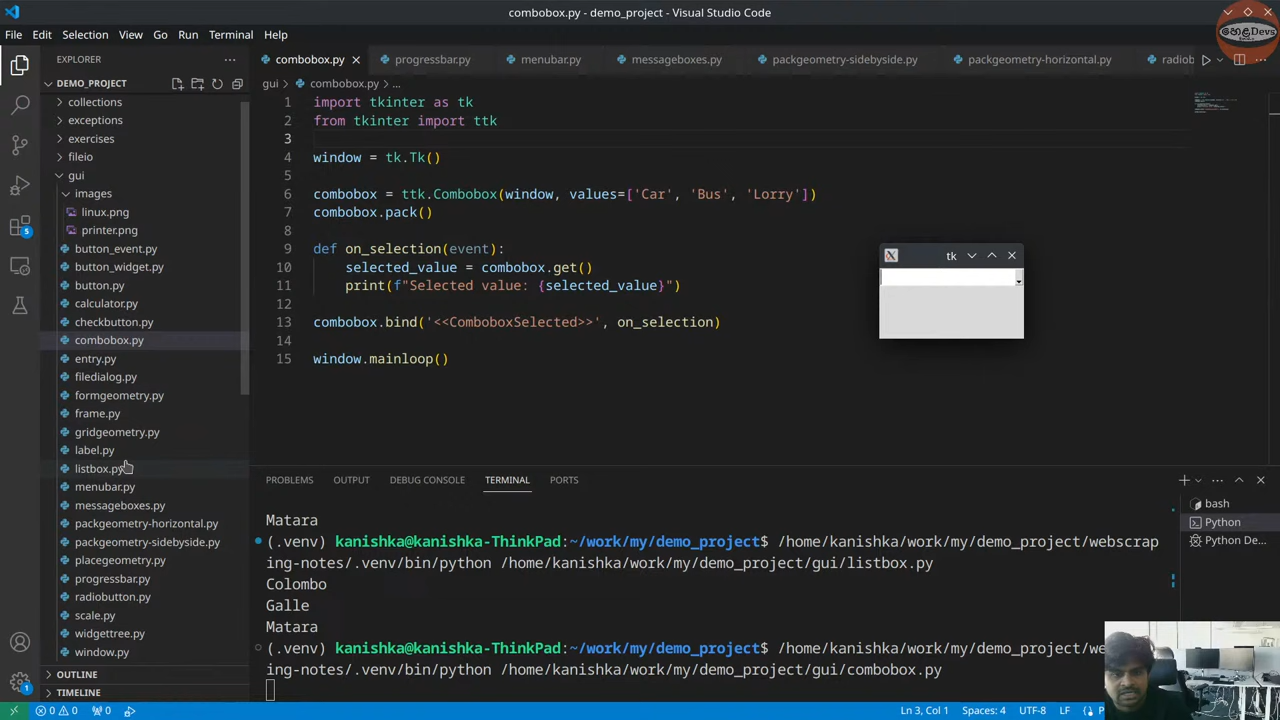 combobox.py - demo_project - Visual Studio Code
හෙළDevs
File Edit Selection View Go Run Terminal Help
EXPLORER
combobox.py progressbar.py menubar.py messageboxes.py packgeometry-sidebyside.py packgeometry-horizontal.py radiob
DEMO_PROJECT
gui > combobox.py > ...
collections
exceptions
exercises
fileio
gui
images
linux.png
printer.png
button_event.py
button_widget.py
button.py
calculator.py
checkbutton.py
combobox.py
entry.py
filedialog.py
formgeometry.py
frame.py
gridgeometry.py
label.py
listbox.py
menubar.py
messageboxes.py
packgeometry-horizontal.py
packgeometry-sidebyside.py
placegeometry.py
progressbar.py
radiobutton.py
scale.py
widgettree.py
window.py
OUTLINE
TIMELINE
5
1
1 import tkinter as tk
2 from tkinter import ttk
3
4 window = tk.Tk()
5
6 combobox = ttk.Combobox(window, values=['Car', 'Bus', 'Lorry'])
7 combobox.pack()
8
9 def on_selection(event):
10 selected_value = combobox.get()
11 print(f"Selected value: {selected_value}")
12
13 combobox.bind('<<ComboboxSelected>>', on_selection)
14
15 window.mainloop()
tk
PROBLEMS OUTPUT DEBUG CONSOLE TERMINAL PORTS
Matara
(.venv) kanishka@kanishka-ThinkPad:~/work/my/demo_project$ /home/kanishka/work/my/demo_project/webscrap
ing-notes/.venv/bin/python /home/kanishka/work/my/demo_project/gui/listbox.py
Colombo
Galle
Matara
(.venv) kanishka@kanishka-ThinkPad:~/work/my/demo_project$ /home/kanishka/work/my/demo_project/we
ing-notes/.venv/bin/python /home/kanishka/work/my/demo_project/gui/combobox.py
bash
Python
Python De...
0 0 0 Ln 3, Col 1 Spaces: 4 UTF-8 LF